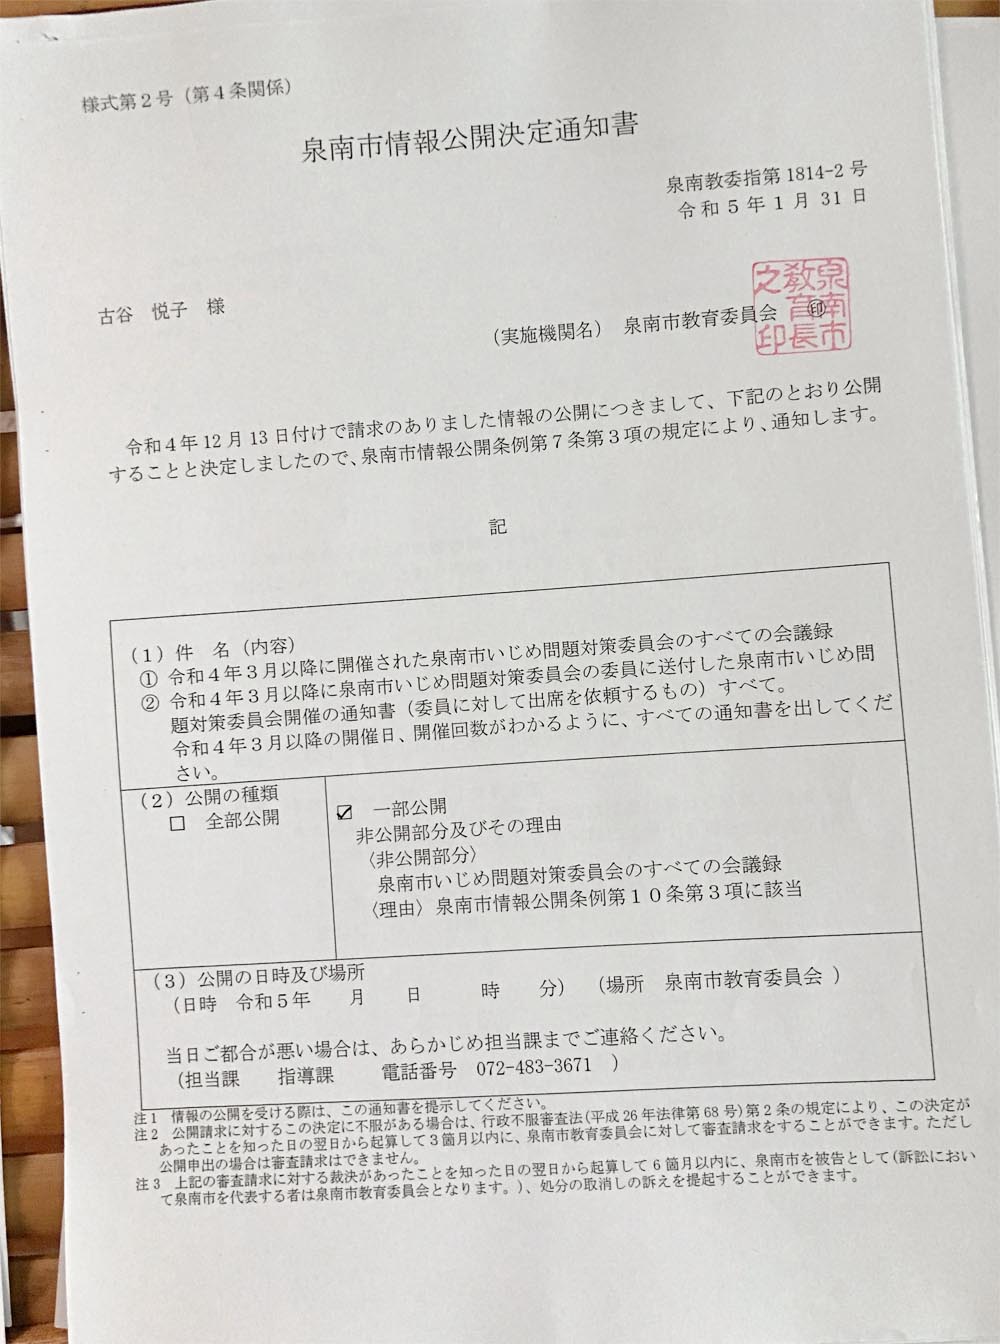 様式第２号（第４条関係）
泉南市情報公開決定通知書
泉南教委指第 1814-2 号
令和５年１月 31 日
古谷　悦子　様
（実施機関名）　泉南市教育委員会　㊞
泉南市教育長之印
令和４年 12 月 13 日付けで請求のありました情報の公開につきまして、下記のとおり公開
することと決定しましたので、泉南市情報公開条例第７条第３項の規定により、通知します。
記
（1）件　名（内容）
① 令和４年３月以降に開催された泉南市いじめ問題対策委員会のすべての会議録
② 令和４年３月以降に泉南市いじめ問題対策委員会の委員に送付した泉南市いじめ問
題対策委員会開催の通知書（委員に対して出席を依頼するもの）すべて。
令和４年３月以降の開催日、開催回数がわかるように、すべての通知書を出してくだ
さい。
（2）公開の種類
□　全部公開
☑　一部公開
非公開部分及びその理由
〈非公開部分〉
泉南市いじめ問題対策委員会のすべての会議録
〈理由〉泉南市情報公開条例第１０条第３項に該当
（3）公開の日時及び場所
（日時　令和５年　　月　　日　　　時　　分）　（場所　泉南市教育委員会　）
当日ご都合が悪い場合は、あらかじめ担当課までご連絡ください。
（担当課　　指導課　　　電話番号　072-483-3671　）
注１　情報の公開を受ける際は、この通知書を提示してください。
注２　公開請求に対するこの決定に不服がある場合は、行政不服審査法（平成 26 年法律第 68 号）第２条の規定により、この決定が
あったことを知った日の翌日から起算して３箇月以内に、泉南市教育委員会に対して審査請求をすることができます。ただし
公開申出の場合は審査請求はできません。
注３　上記の審査請求に対する裁決があったことを知った日の翌日から起算して６箇月以内に、泉南市を被告として（訴訟におい
て泉南市を代表する者は泉南市教育委員会となります。）、処分の取消しの訴えを提起することができます。